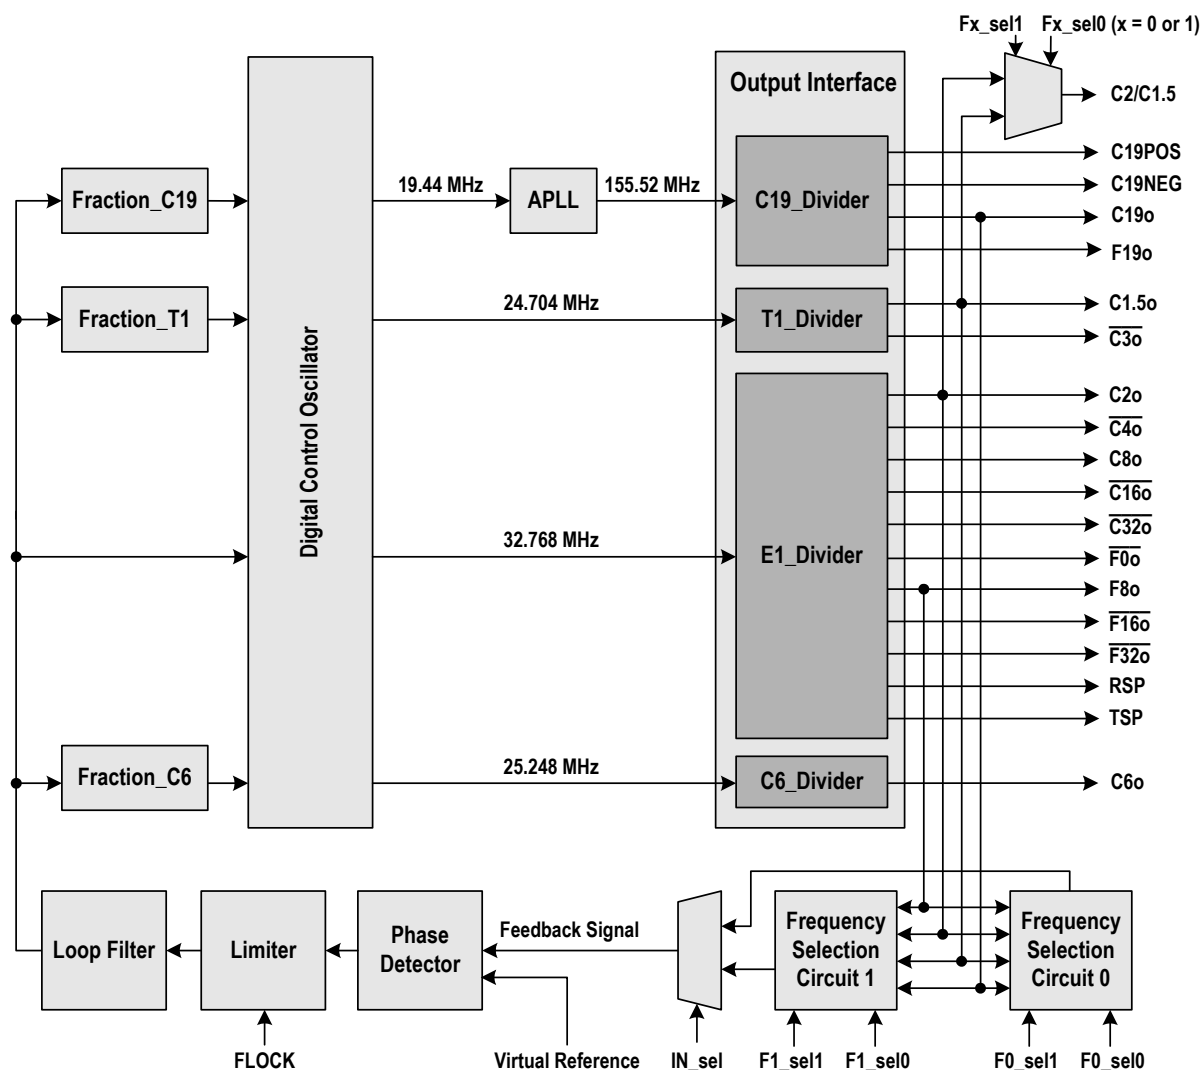 Fx_sel1
Fx_sel0 (x = 0 or 1)
Output Interface
C2/C1.5
C19POS
Fraction_C19
19.44 MHz
APLL
155.52 MHz
C19_Divider
C19NEG
C19o
F19o
Fraction_T1
24.704 MHz
T1_Divider
C1.5o
C3o
Digital Control Oscillator
C2o
C4o
C8o
C16o
C32o
32.768 MHz
E1_Divider
F0o
F8o
F16o
F32o
RSP
TSP
Fraction_C6
25.248 MHz
C6_Divider
C6o
Loop Filter
Limiter
Phase
Detector
Feedback Signal
Frequency
Selection
Circuit 1
Frequency
Selection
Circuit 0
FLOCK
Virtual Reference
IN_sel
F1_sel1
F1_sel0
F0_sel1
F0_sel0